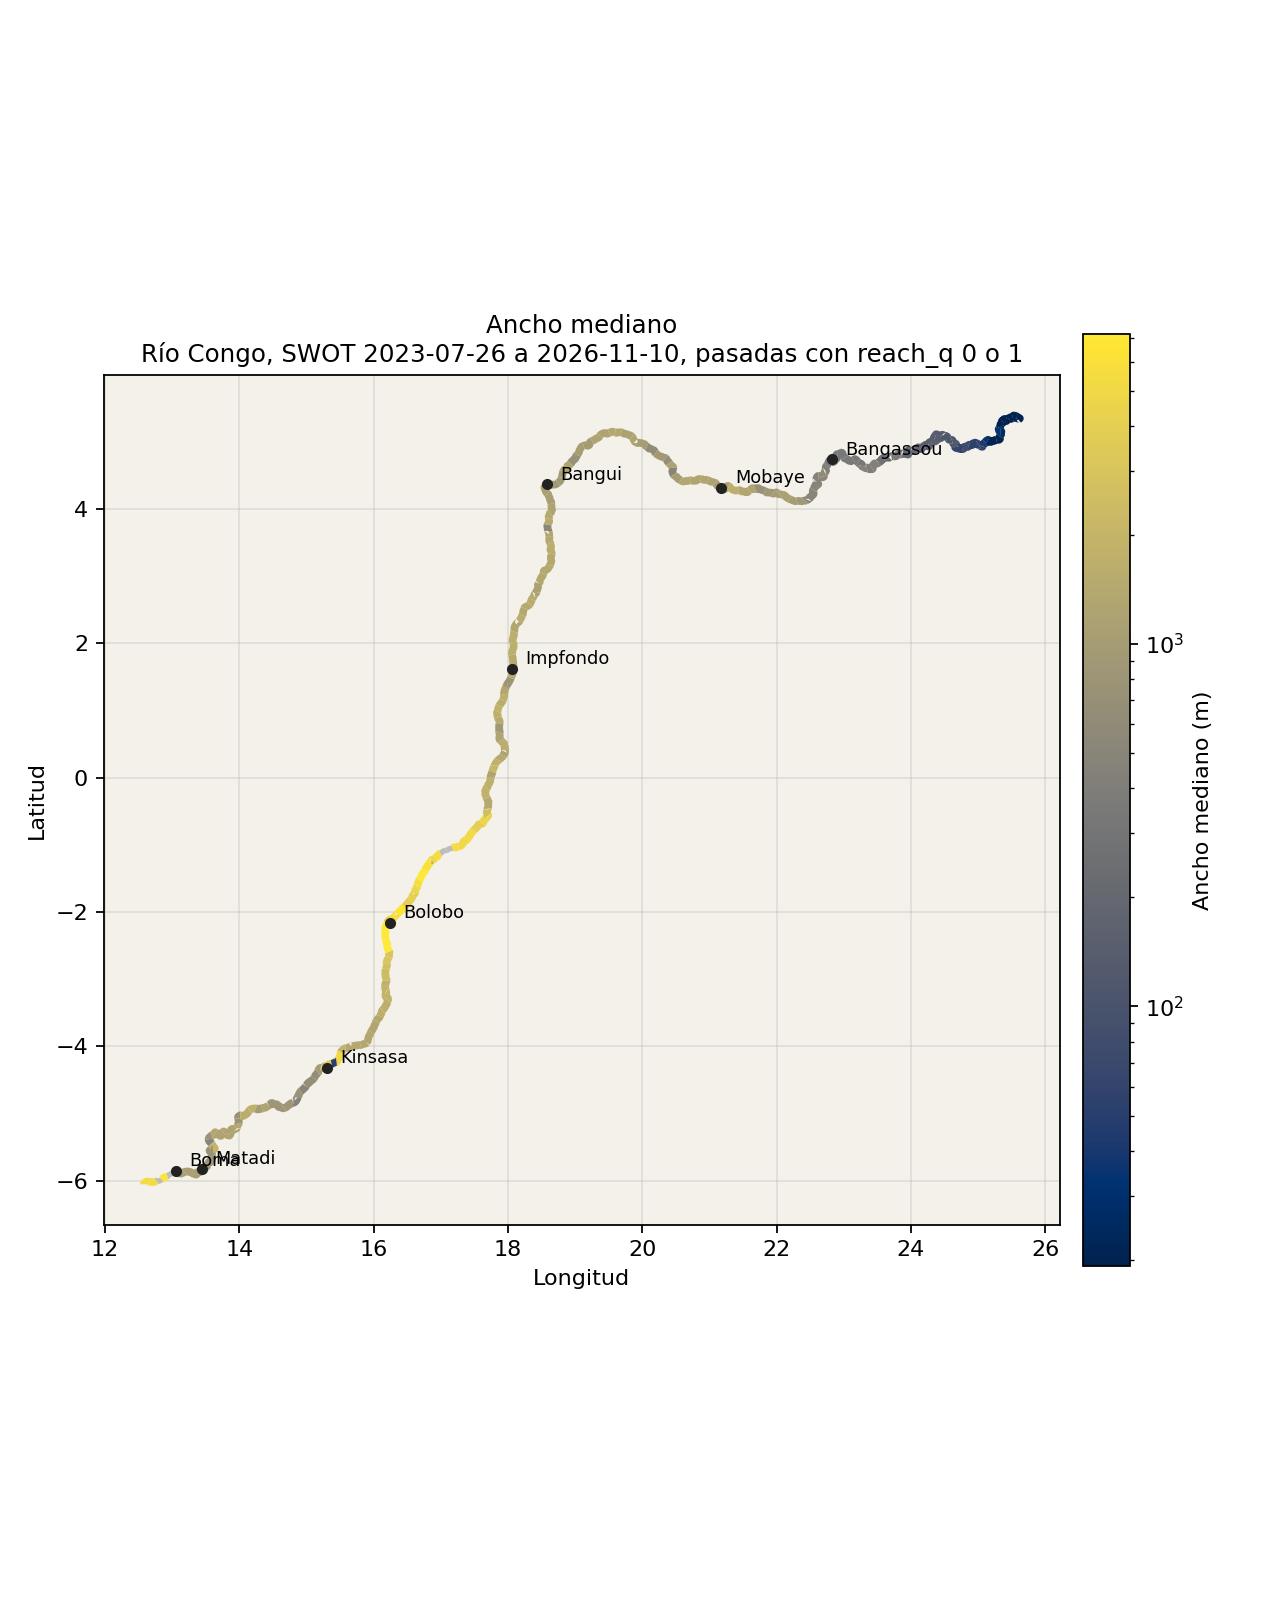 Ancho mediano
Río Congo, SWOT 2023-07-26 a 2026-11-10, pasadas con reach_q 0 o 1
Bangassou
Bangui
Mobaye
Impfondo
Bolobo
Kinsasa
Matadi
Boma
4
2
0
−2
−4
−6
Latitud
12
14
16
18
20
22
24
26
Longitud
10³
10²
Ancho mediano (m)